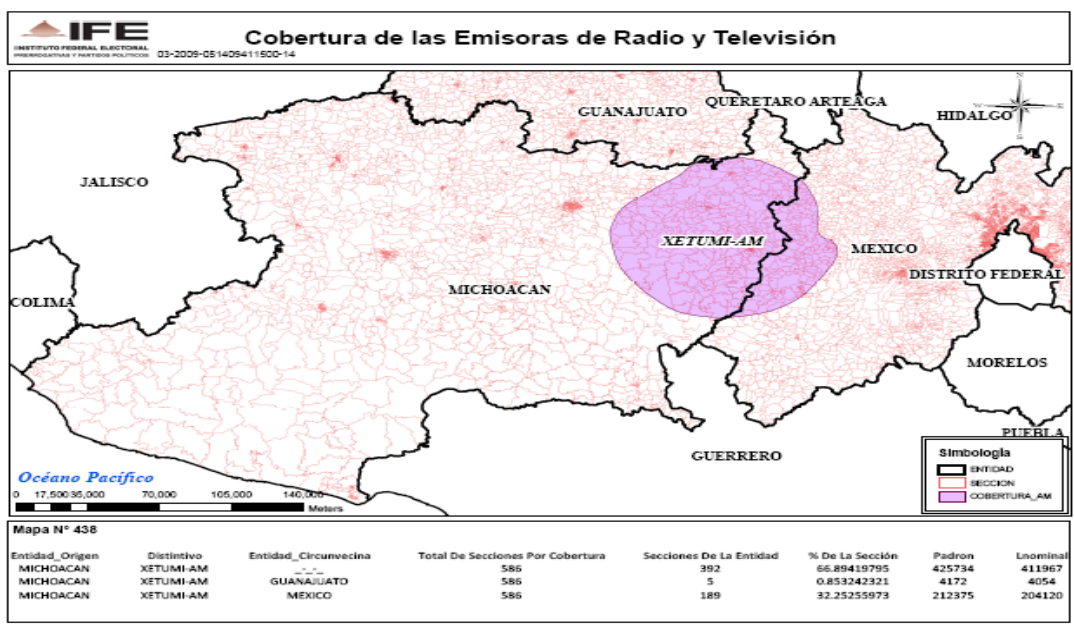 IFE
INSTITUTO FEDERAL ELECTORAL
PRERROGATIVAS Y PARTIDOS POLITICOS
03-2009-051409411500-14
Cobertura de las Emisoras de Radio y Televisión
GUANAJUATO
QUERETARO ARTEAGA
HIDALGO
N
W
E
S
JALISCO
XETUMI-AM
MEXICO
DISTRITO FEDERAL
MICHOACAN
COLIMA
MORELOS
PUEBLA
GUERRERO
Océano Pacífico
0 17,500 35,000 70,000 105,000 140,000
Meters
Simbología
ENTIDAD
SECCION
COBERTURA_AM
Mapa N° 438
Entidad_Origen Distintivo Entidad_Circunvecina Total De Secciones Por Cobertura Secciones De La Entidad % De La Sección Padron Lnominal
MICHOACAN XETUMI-AM _-_-_ 586 392 66.89419795 425734 411967
MICHOACAN XETUMI-AM GUANAJUATO 586 5 0.853242321 4172 4054
MICHOACAN XETUMI-AM MEXICO 586 189 32.25255973 212375 204120